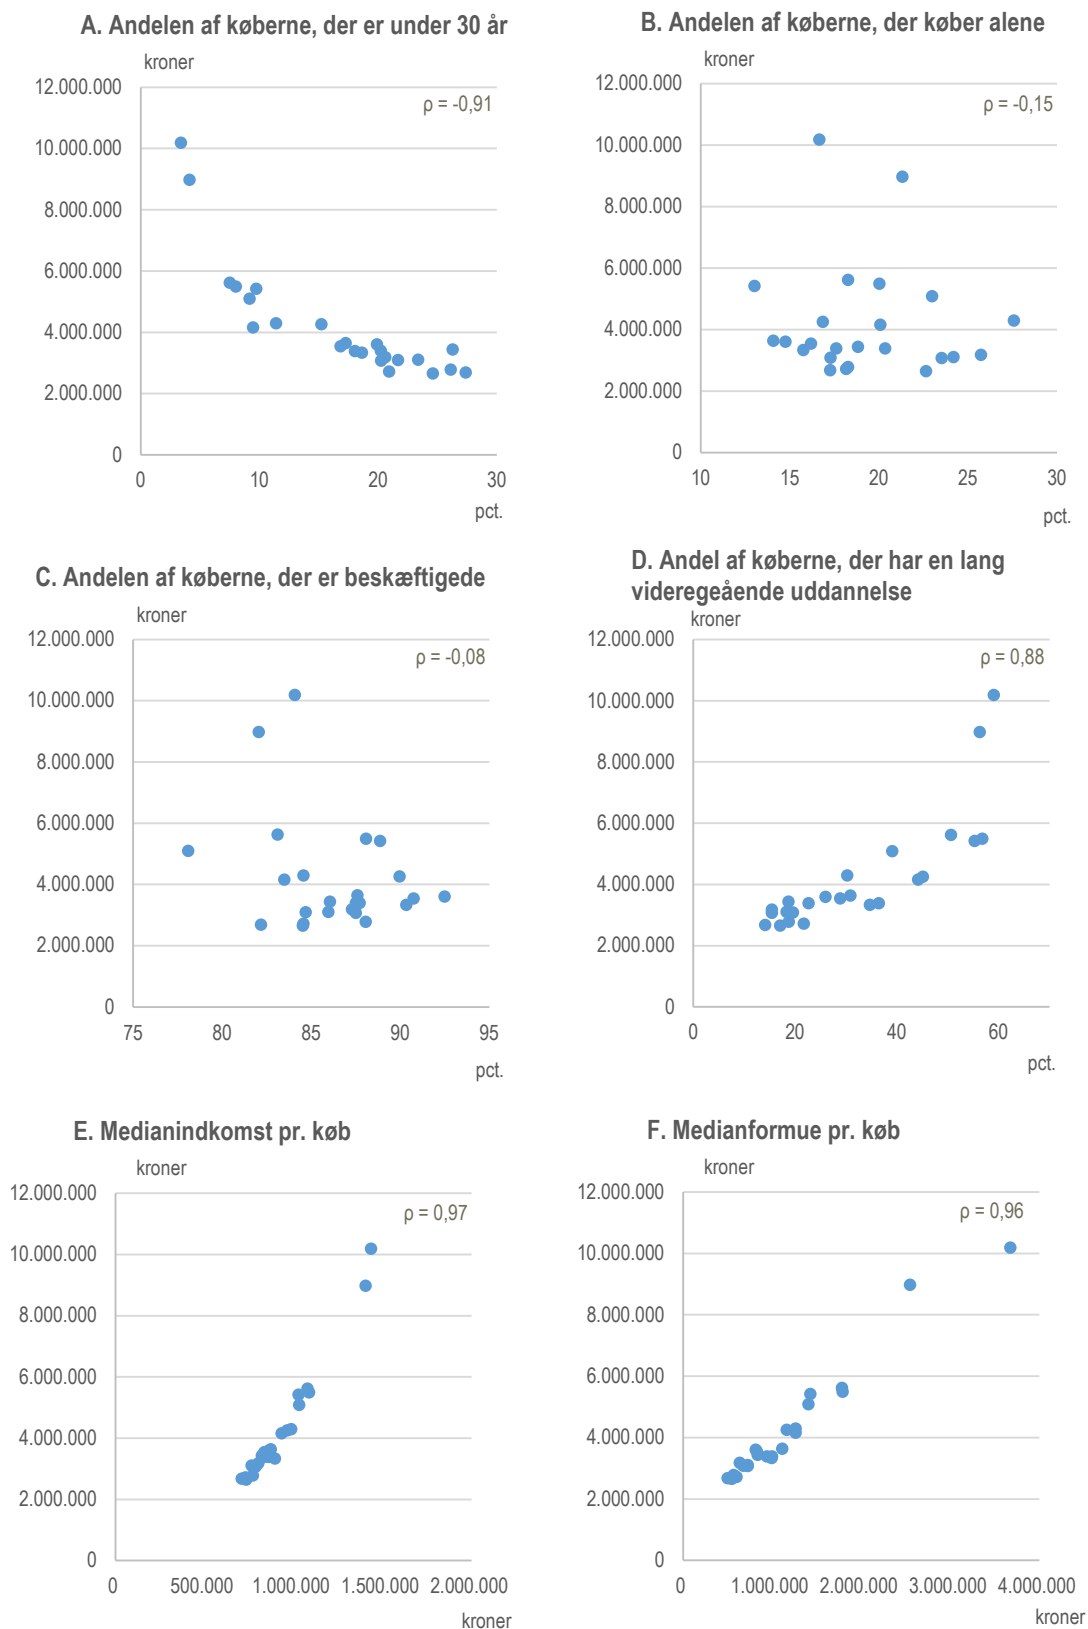 A. Andelen af køberne, der er under 30 år
kroner
12.000.000
ρ = -0,91
10.000.000
8.000.000
6.000.000
4.000.000
2.000.000
0
0 10 20 30
pct.
B. Andelen af køberne, der køber alene
kroner
12.000.000
ρ = -0,15
10.000.000
8.000.000
6.000.000
4.000.000
2.000.000
0
10 15 20 25 30
pct.
C. Andelen af køberne, der er beskæftigede
kroner
12.000.000
ρ = -0,08
10.000.000
8.000.000
6.000.000
4.000.000
2.000.000
0
75 80 85 90 95
pct.
D. Andel af køberne, der har en lang
videregeående uddannelse
kroner
12.000.000
ρ = 0,88
10.000.000
8.000.000
6.000.000
4.000.000
2.000.000
0
0 20 40 60
pct.
E. Medianindkomst pr. køb
kroner
12.000.000
ρ = 0,97
10.000.000
8.000.000
6.000.000
4.000.000
2.000.000
0
0 500.000 1.000.000 1.500.000 2.000.000
kroner
F. Medianformue pr. køb
kroner
12.000.000
ρ = 0,96
10.000.000
8.000.000
6.000.000
4.000.000
2.000.000
0
0 1.000.000 2.000.000 3.000.000 4.000.000
kroner